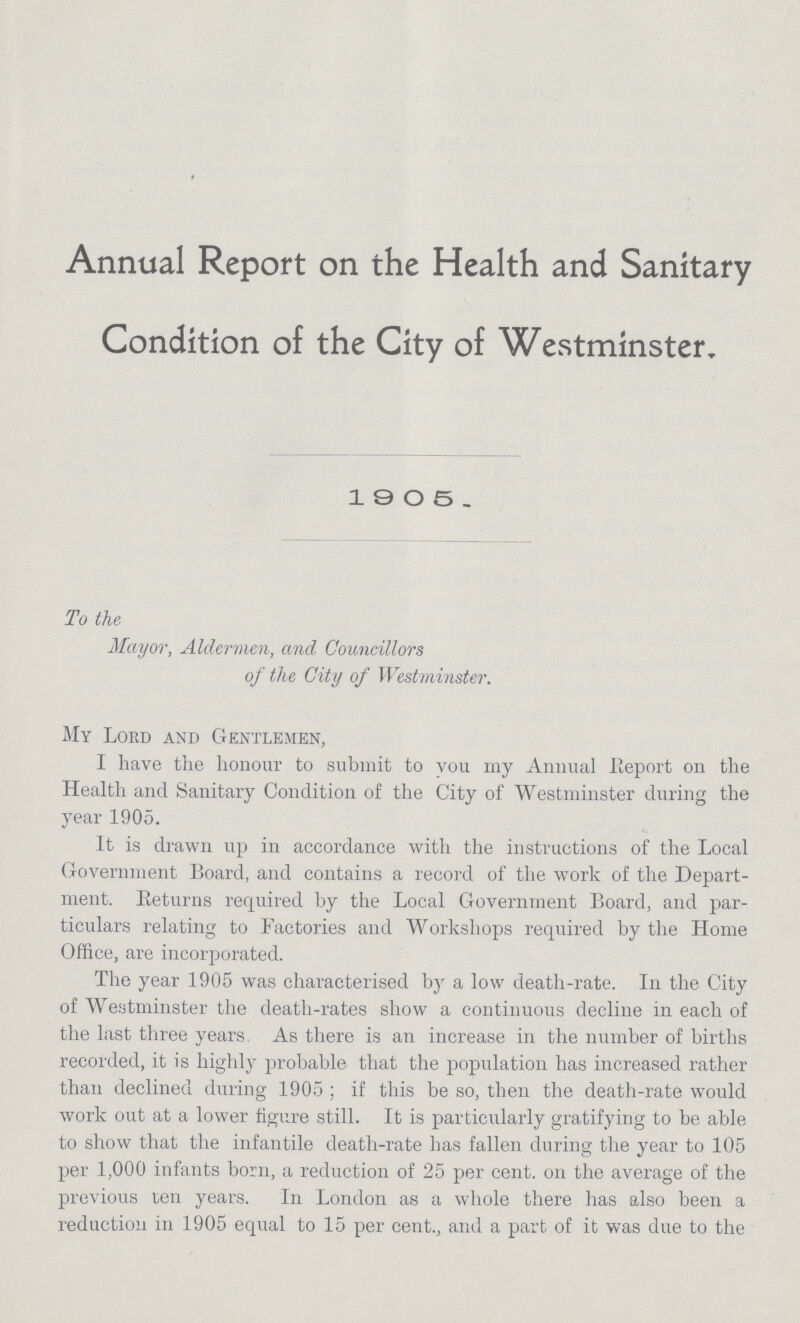 Annual Report on the Health and Sanitary
Condition of the City of Westminster.
1905.
To the
Mayor, Aldermen, and Councillors
of the City of Westminster.
My Lord and Gentlemen,
I have the honour to submit to you my Annual Report on the
Health and Sanitary Condition of the City of Westminster during the
year 1905.
It is drawn up in accordance with the instructions of the Local
Government Board, and contains a record of the work of the Depart-
ment. Returns required by the Local Government Board, and par-
ticulars relating to Factories and Workshops required by the Home
Office, are incorporated.
The year 1905 was characterised by a low death-rate. In the City
of Westminster the death-rates show a continuous decline in each of
the last three years. As there is an increase in the number of births
recorded, it is highly probable that the population has increased rather
than declined during 1905 ; if this be so, then the death-rate would
work out at a lower figure still. It is particularly gratifying to be able
to show that the infantile death-rate has fallen during the year to 105
per 1,000 infants born, a reduction of 25 per cent. on the average of the
previous ten years. In London as a whole there has also been a
reduction in 1905 equal to 15 per cent., and a part of it was due to the